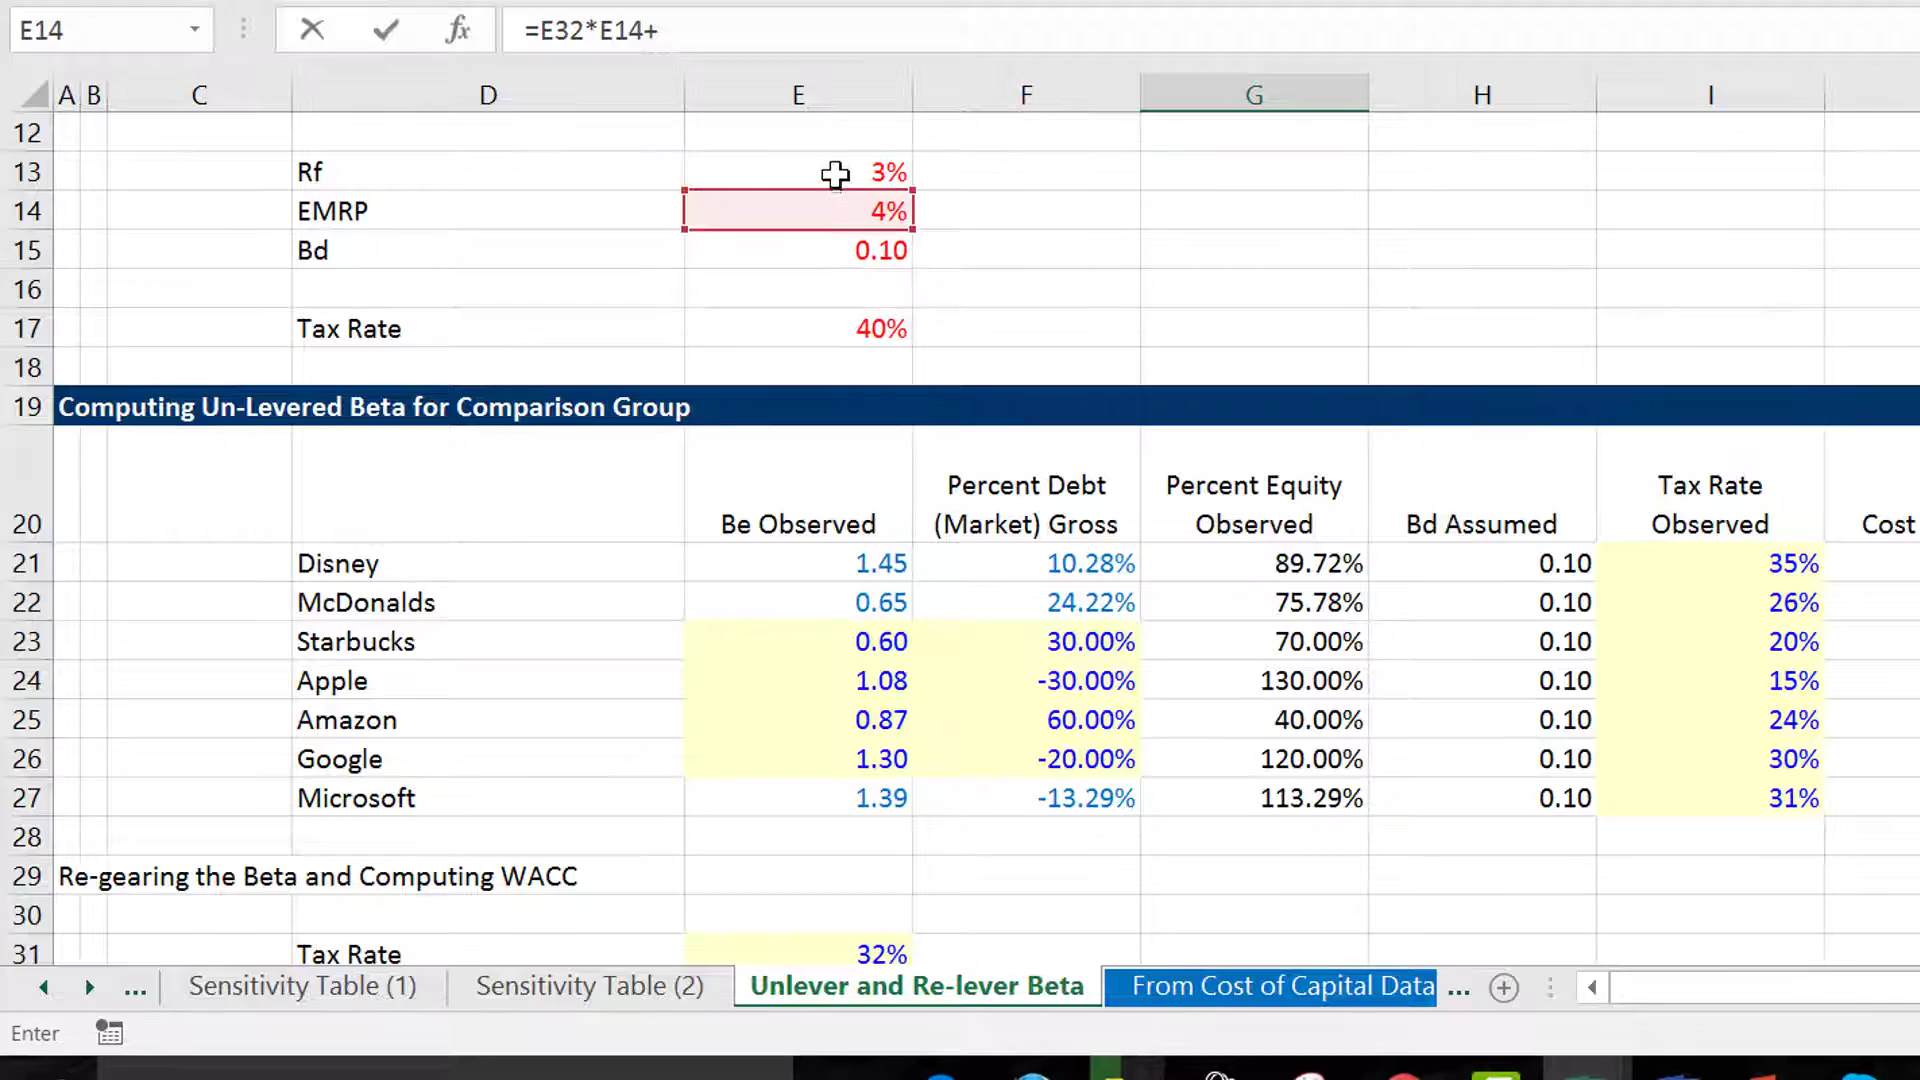 E14 fx =E32*E14+
A B C D E F G H I
12
13 Rf 3%
14 EMRP 4%
15 Bd 0.10
16
17 Tax Rate 40%
18
19 Computing Un-Levered Beta for Comparison Group
Percent Debt Percent Equity Tax Rate
20 Be Observed (Market) Gross Observed Bd Assumed Observed Cost
21 Disney 1.45 10.28% 89.72% 0.10 35%
22 McDonalds 0.65 24.22% 75.78% 0.10 26%
23 Starbucks 0.60 30.00% 70.00% 0.10 20%
24 Apple 1.08 -30.00% 130.00% 0.10 15%
25 Amazon 0.87 60.00% 40.00% 0.10 24%
26 Google 1.30 -20.00% 120.00% 0.10 30%
27 Microsoft 1.39 -13.29% 113.29% 0.10 31%
28
29 Re-gearing the Beta and Computing WACC
30
31 Tax Rate 32%
... Sensitivity Table (1) Sensitivity Table (2) Unlever and Re-lever Beta From Cost of Capital Data ...
Enter